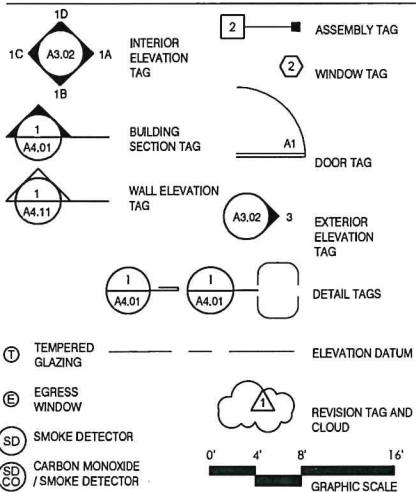 1D
1C A3.02 1A
1B
INTERIOR
ELEVATION
TAG
2
ASSEMBLY TAG
2
WINDOW TAG
1
A4.01
BUILDING
SECTION TAG
A1
DOOR TAG
1
A4.11
WALL ELEVATION
TAG
A3.02 3
EXTERIOR
ELEVATION
TAG
1
A4.01
1
A4.01
DETAIL TAGS
T
TEMPERED
GLAZING
ELEVATION DATUM
E
EGRESS
WINDOW
1
REVISION TAG AND
CLOUD
SD
SMOKE DETECTOR
SD
CO
CARBON MONOXIDE
/ SMOKE DETECTOR
0' 4' 8' 16'
GRAPHIC SCALE